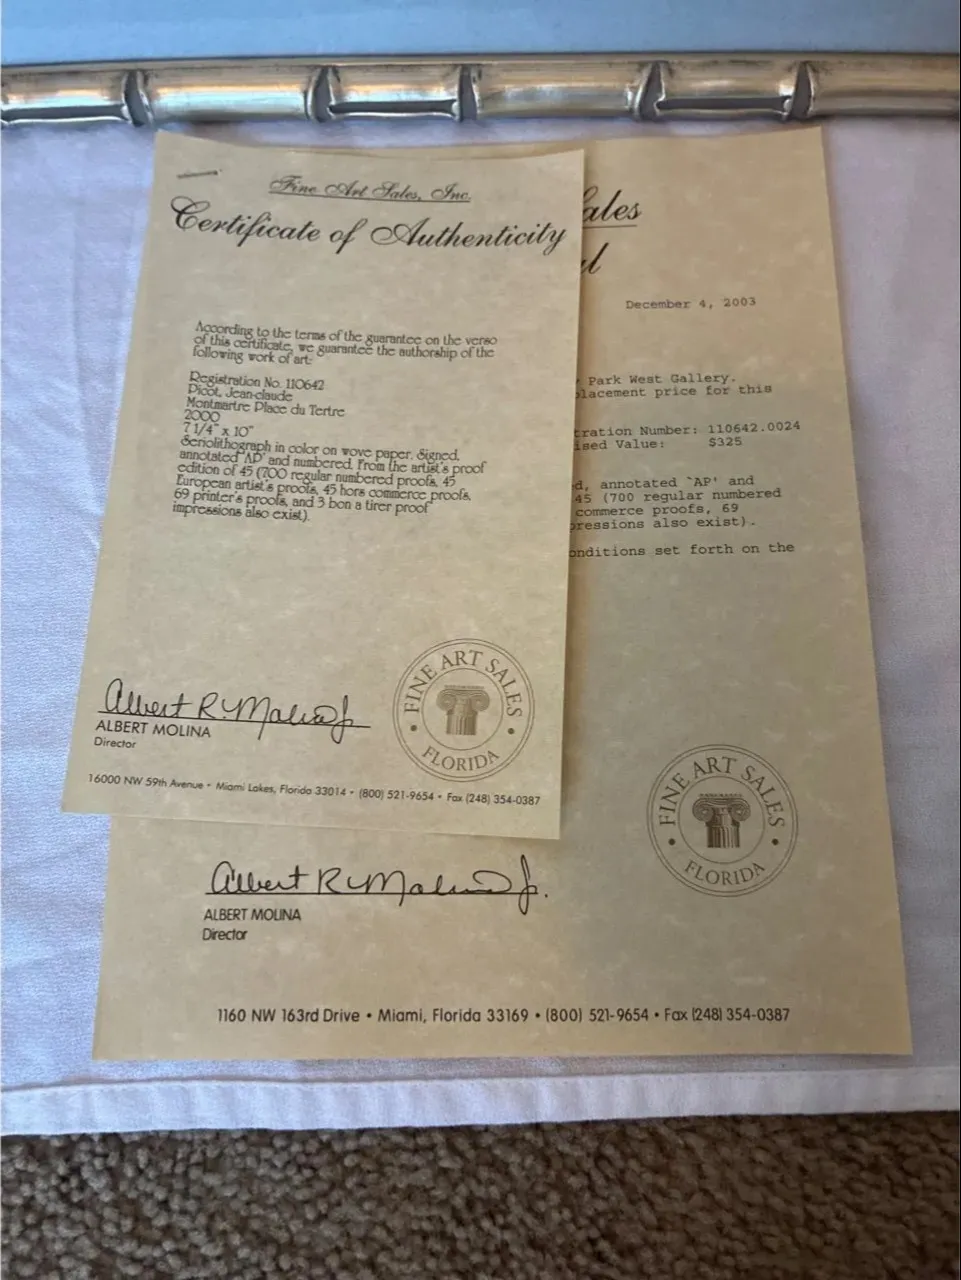 Fine Art Sales, Inc.
Certificate of Authenticity
According to the terms of the guarantee on the verso
of this certificate, we guarantee the authorship of the
following work of art:
Registration No. 110642
Picot, Jean-claude
Montmartre Place du Tertre
2000
7 1/4" x 10"
Seriolithograph in color on wove paper. Signed,
annotated 'AP' and numbered. From the artist's proof
edition of 45 (700 regular numbered proofs, 45
European artist's proofs, 45 hors commerce proofs,
69 printer's proofs, and 3 bon a tirer proof
impressions also exist).
Albert R. Molina Jr.
ALBERT MOLINA
Director
FINE ART SALES
FLORIDA
16000 NW 59th Avenue • Miami Lakes, Florida 33014 • (800) 521-9654 • Fax (248) 354-0387
ales
al
December 4, 2003
Park West Gallery.
placement price for this
tration Number: 110642.0024
ised Value: $325
d, annotated `AP' and
45 (700 regular numbered
commerce proofs, 69
pressions also exist).
onditions set forth on the
FINE ART SALES
FLORIDA
Albert R. Molina Jr.
ALBERT MOLINA
Director
1160 NW 163rd Drive • Miami, Florida 33169 • (800) 521-9654 • Fax (248) 354-0387